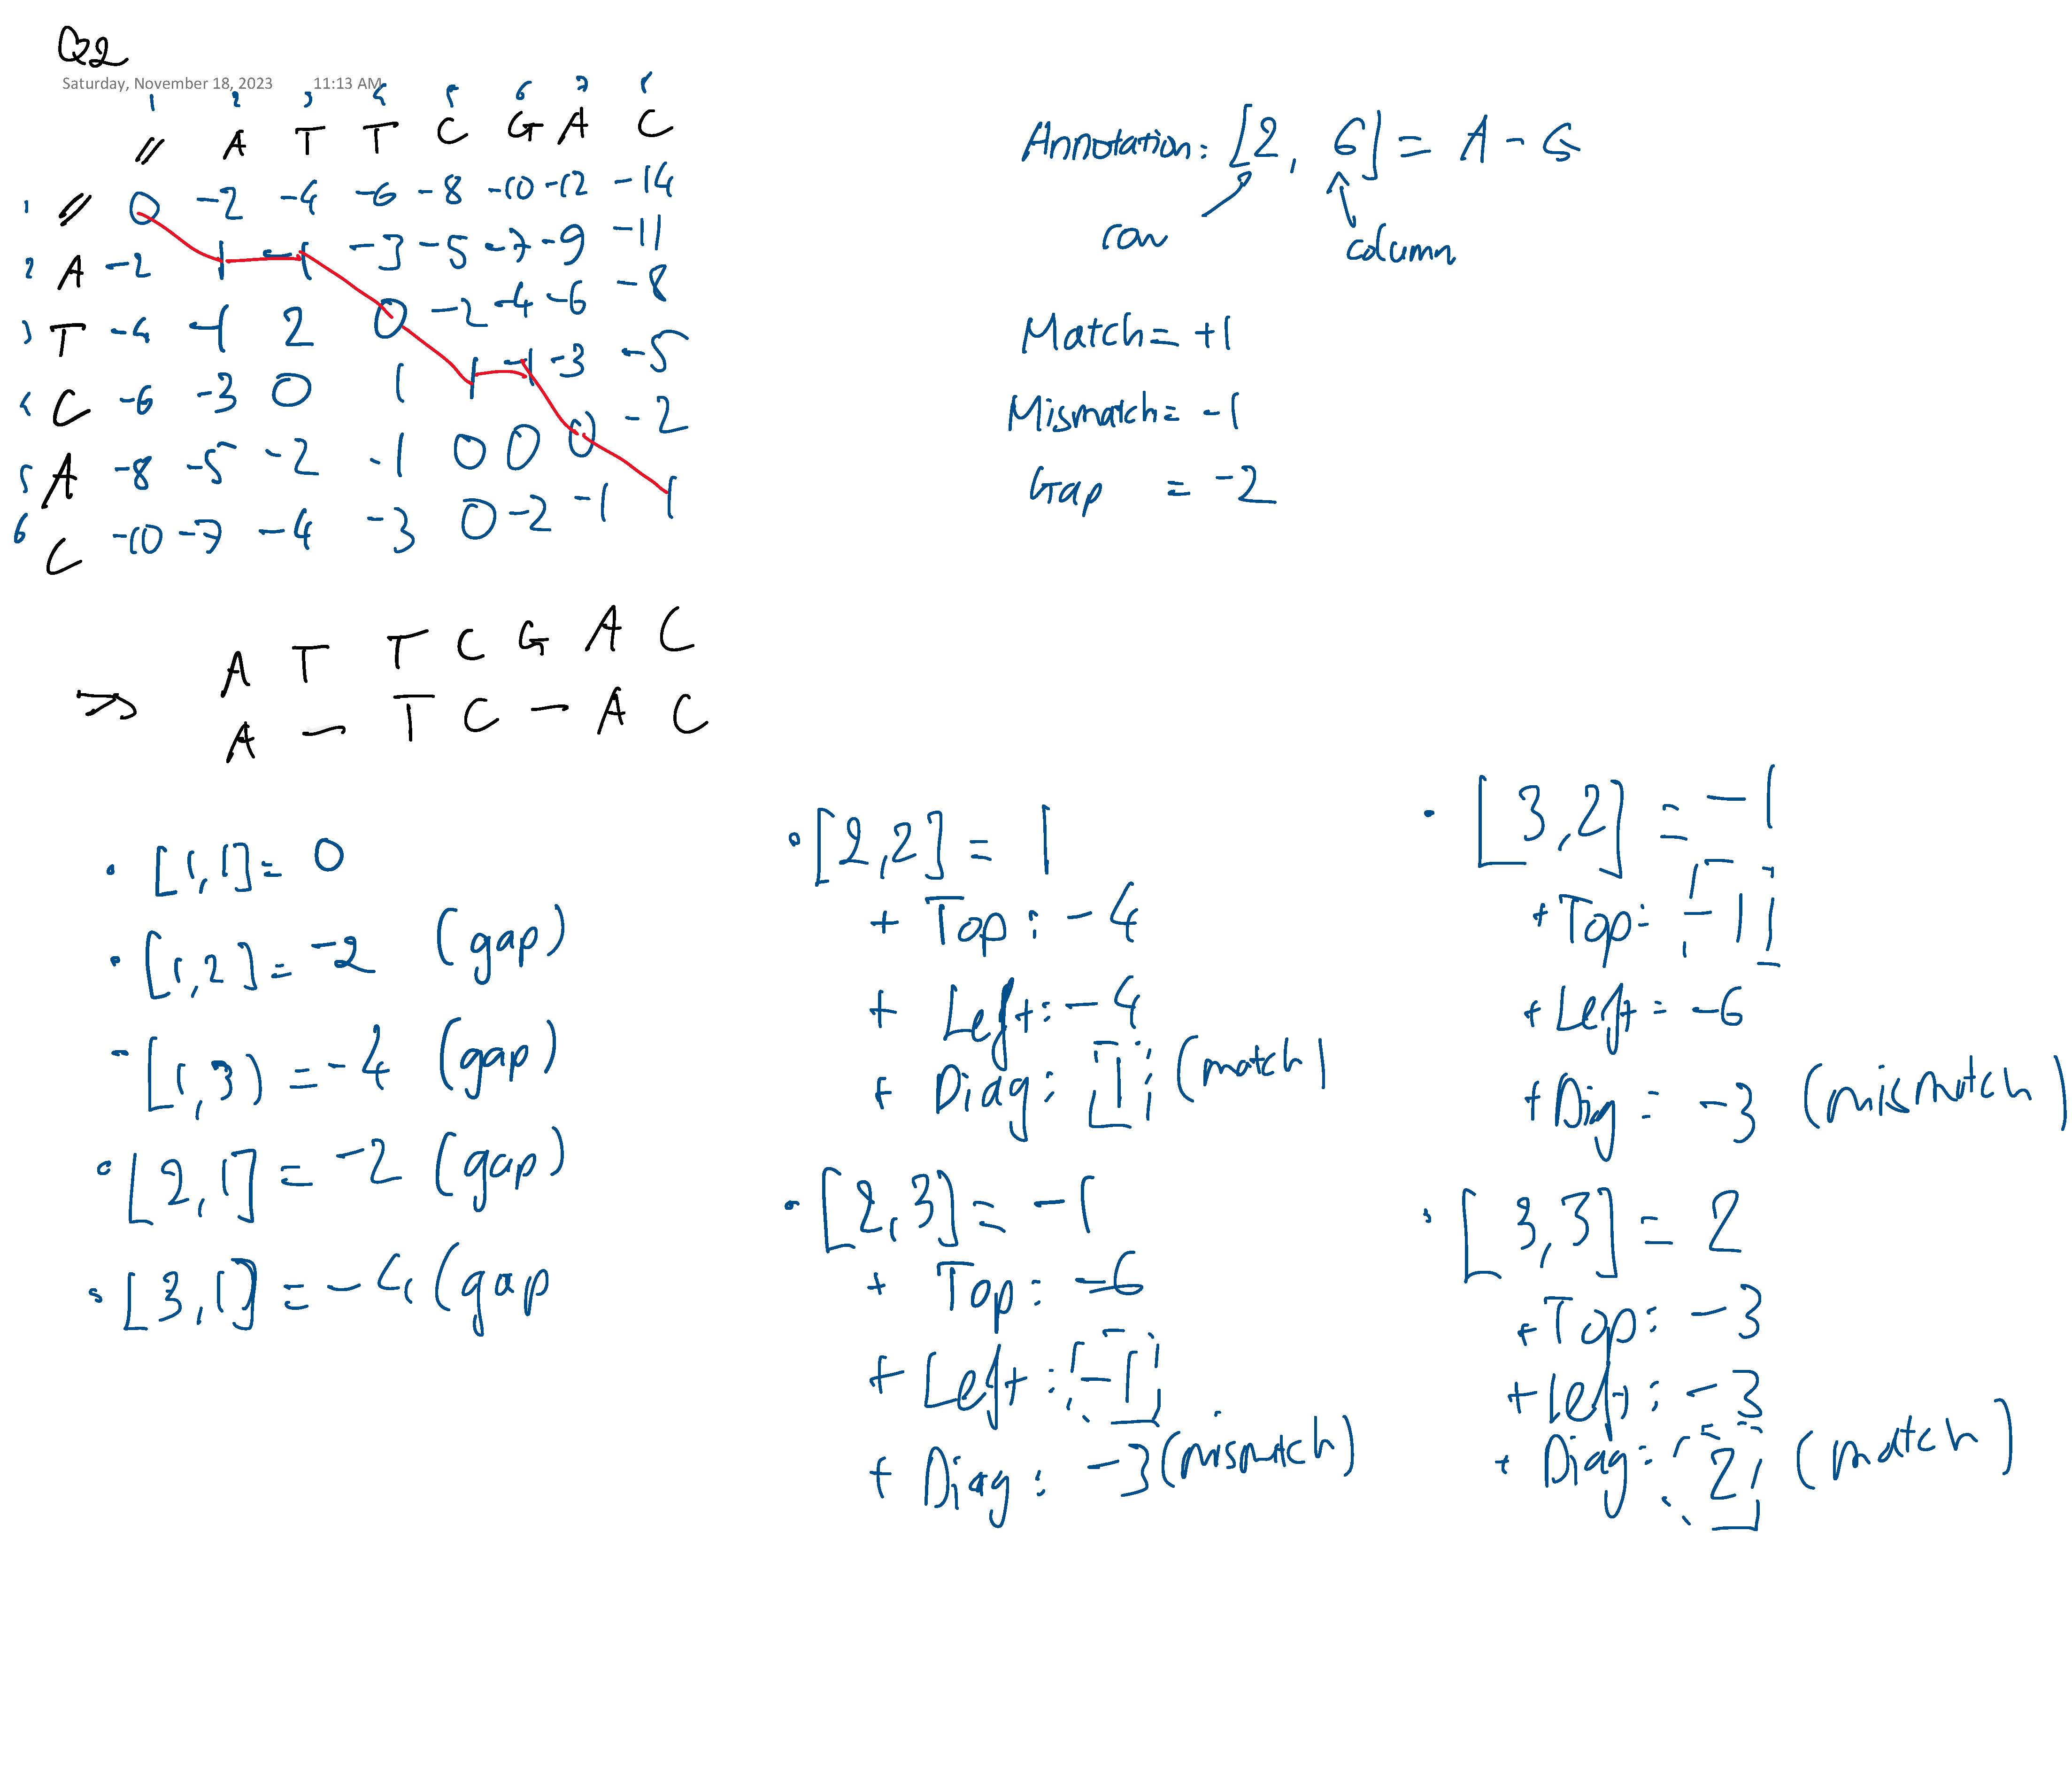 Q2
Saturday, November 18, 2023 11:13 AM
1 2 3 4 5 6 7 8
// A T T C G A C
1 // 0 -2 -4 -6 -8 -10 -12 -14
2 A -2 1 -1 -3 -5 -7 -9 -11
3 T -4 -1 2 0 -2 -4 -6 -8
4 C -6 -3 0 1 1 -1 -3 -5
5 A -8 -5 -2 -1 0 0 0 -2
6 C -10 -7 -4 -3 0 -2 -1 1
Annotation: [2, 6] = A - G
row column
Match = +1
Mismatch = -1
Gap = -2
A T T C G A C
=> A - T C - A C
• [1,1] = 0
• [1,2] = -2 (gap)
• [1,3) = -4 (gap)
• [2,1] = -2 (gap)
• [3,1] = -4 (gap
• [2,2] = 1
+ Top: -4
+ Left: -4
+ Diag: 1 (match)
• [2,3] = -1
+ Top: -6
+ Left: -1
+ Diag: -3 (mismatch)
• [3,2] = -1
+ Top: -1
+ Left = -6
+ Diag = -3 (mismatch)
• [3,3] = 2
+ Top: -3
+ Left: -3
+ Diag: 2 (match)